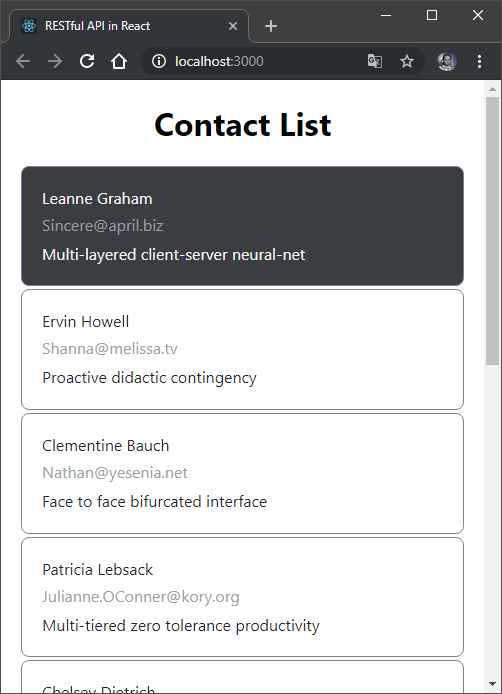 RESTful API in React
localhost:3000
Contact List
Leanne Graham
Sincere@april.biz
Multi-layered client-server neural-net
Ervin Howell
Shanna@melissa.tv
Proactive didactic contingency
Clementine Bauch
Nathan@yesenia.net
Face to face bifurcated interface
Patricia Lebsack
Julianne.OConner@kory.org
Multi-tiered zero tolerance productivity
Chelsey Dietrich